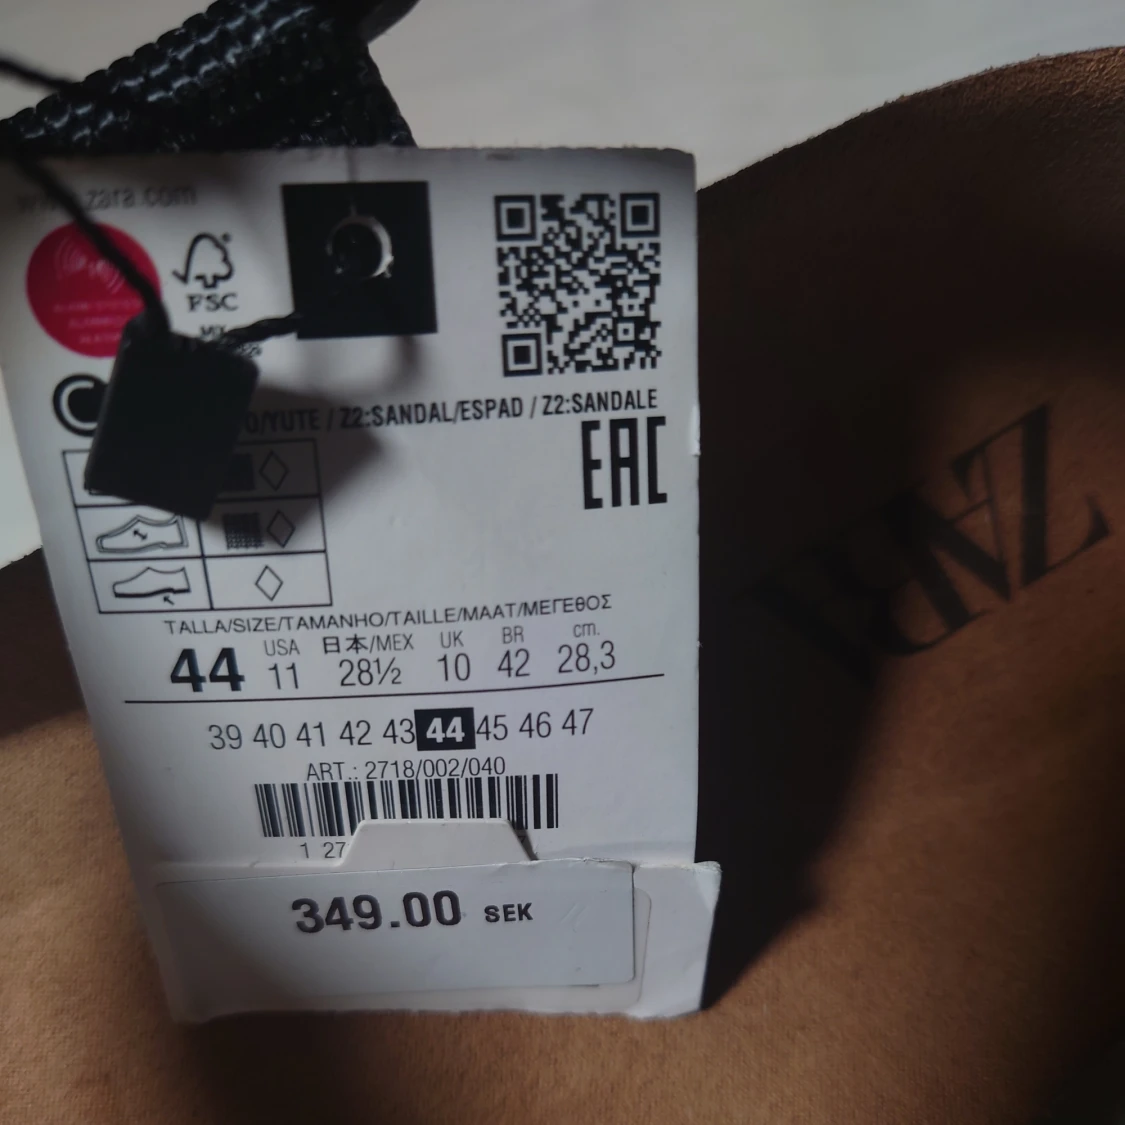 zara.com
FSC
MIX
O/YUTE / Z2:SANDAL/ESPAD / Z2:SANDALE
EAC
TALLA/SIZE/TAMANHO/TAILLE/MAAT/ΜΕΓΕΘΟΣ
USA 日本/MEX UK BR cm.
44 11 28½ 10 42 28,3
39 40 41 42 43 44 45 46 47
ART.: 2718/002/040
1 27
349.00 SEK
ZARA